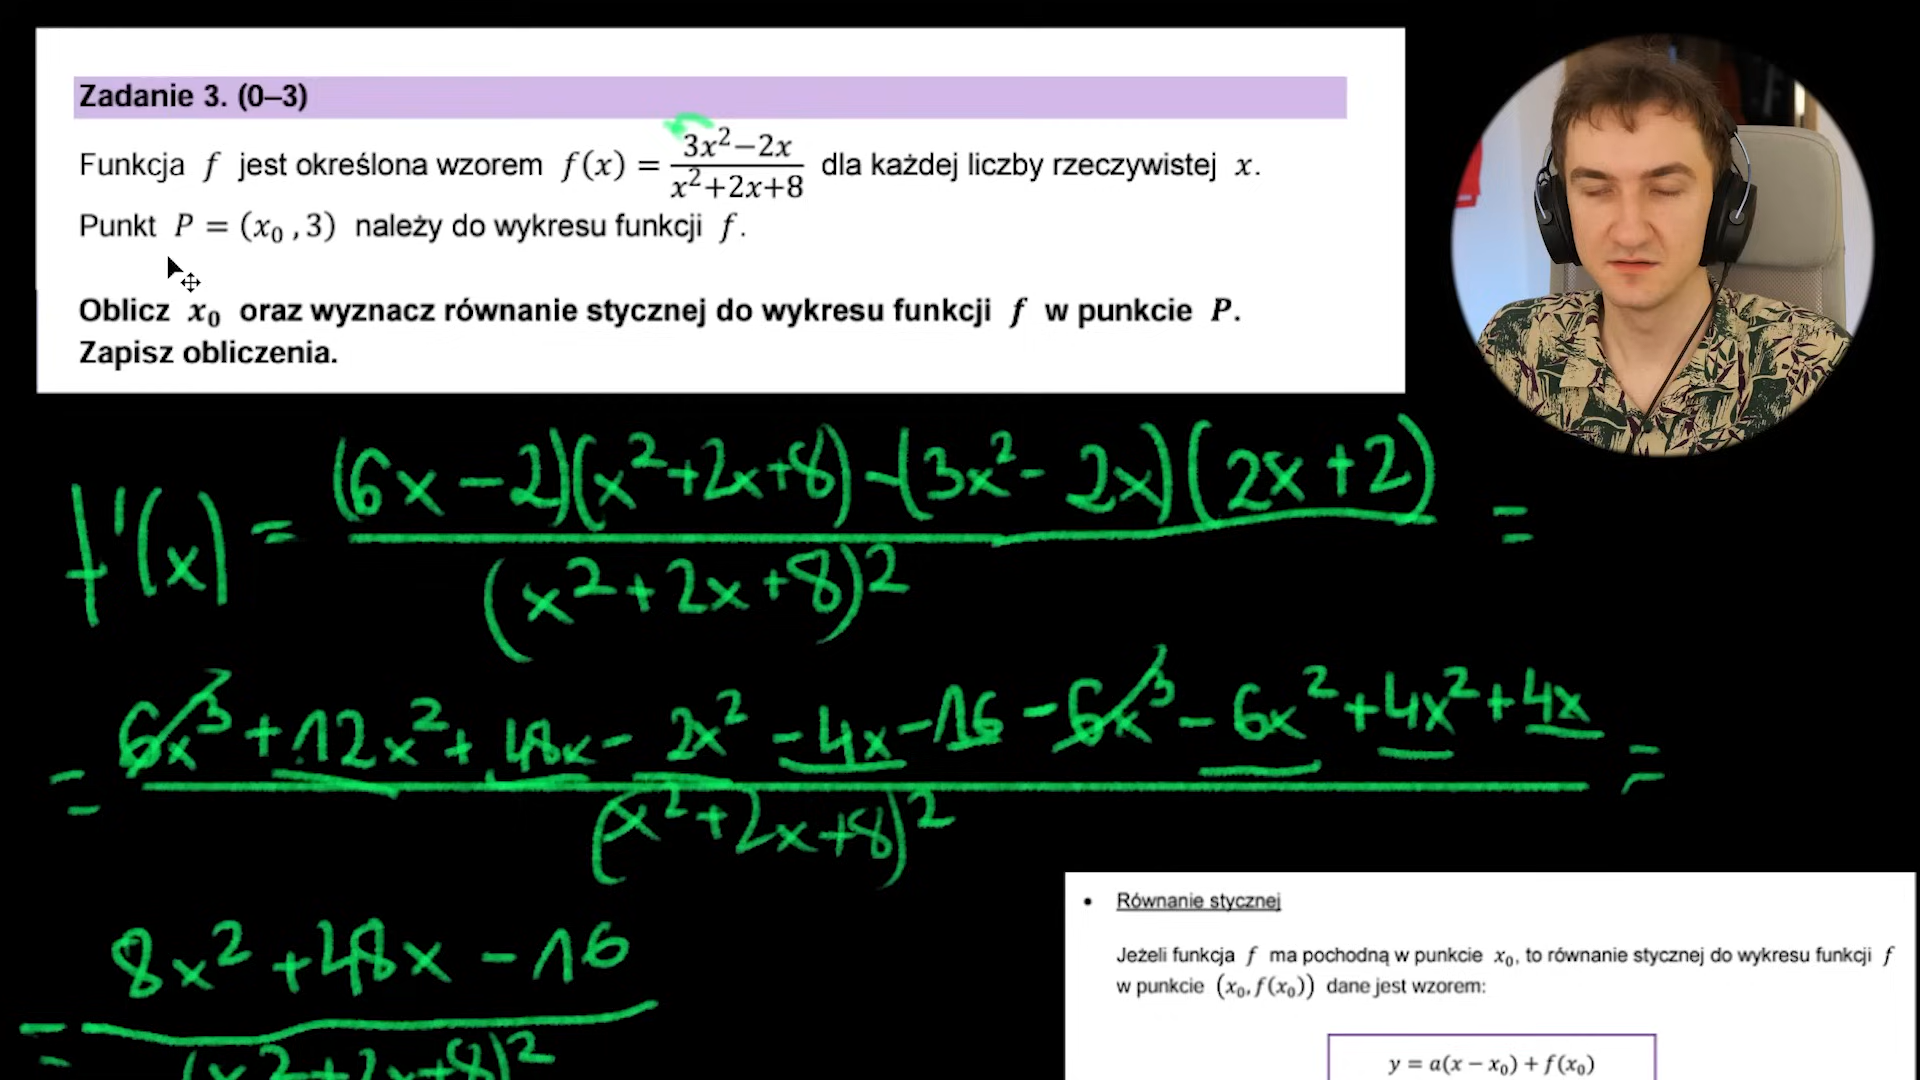 Zadanie 3. (0–3)
Funkcja f jest określona wzorem f(x) = (3x²−2x)/(x²+2x+8) dla każdej liczby rzeczywistej x.
Punkt P = (x₀ , 3) należy do wykresu funkcji f.
Oblicz x₀ oraz wyznacz równanie stycznej do wykresu funkcji f w punkcie P.
Zapisz obliczenia.
f'(x) = ((6x−2)(x²+2x+8)−(3x²−2x)(2x+2))/(x²+2x+8)² =
= (6x³+12x²+48x−2x²−4x−16−6x³−6x²+4x²+4x)/(x²+2x+8)² =
= (8x²+48x−16)/(x²+2x+8)²
• Równanie stycznej
Jeżeli funkcja f ma pochodną w punkcie x₀, to równanie stycznej do wykresu funkcji f
w punkcie (x₀, f(x₀)) dane jest wzorem:
y = a(x − x₀) + f(x₀)